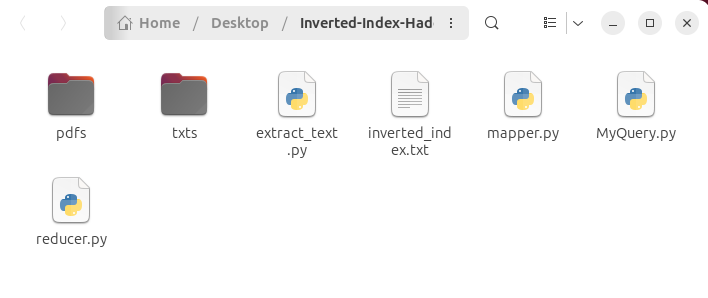 Home / Desktop / Inverted-Index-Had
pdfs
txts
extract_text
.py
inverted_ind
ex.txt
mapper.py
MyQuery.py
reducer.py